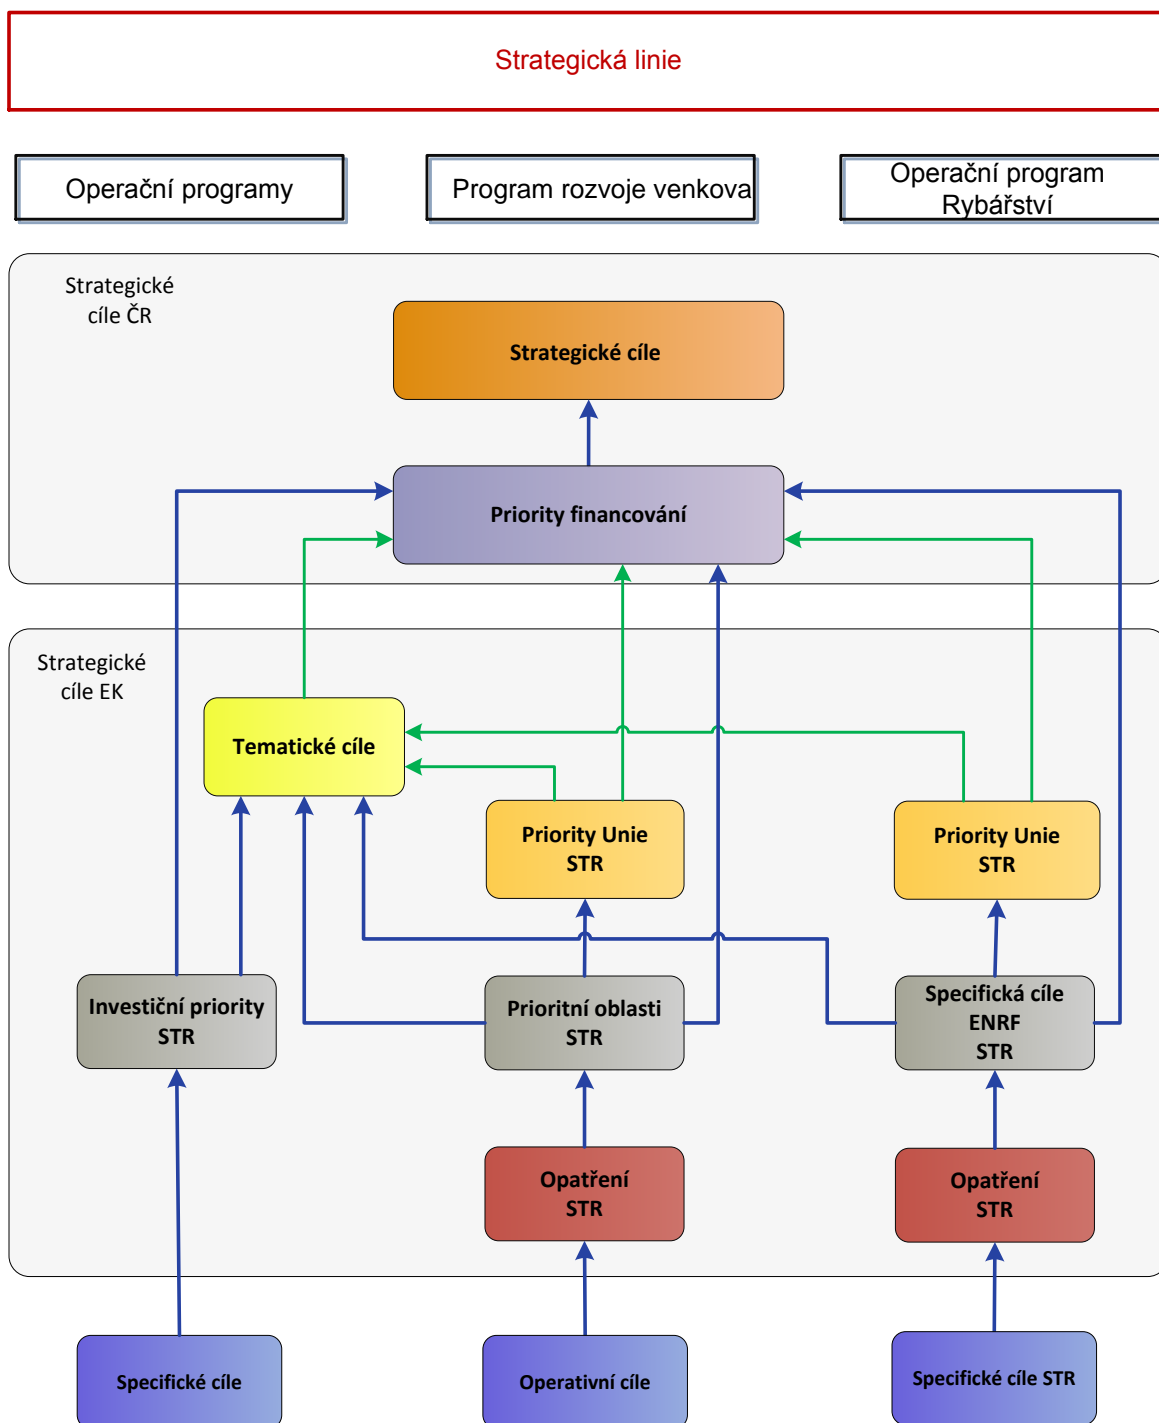 Strategická linie
Operační programy
Program rozvoje venkova
Operační program
Rybářství
Strategické
cíle ČR
Strategické cíle
Priority financování
Strategické
cíle EK
Tematické cíle
Priority Unie
STR
Priority Unie
STR
Investiční priority
STR
Prioritní oblasti
STR
Specifická cíle
ENRF
STR
Opatření
STR
Opatření
STR
Specifické cíle
Operativní cíle
Specifické cíle STR